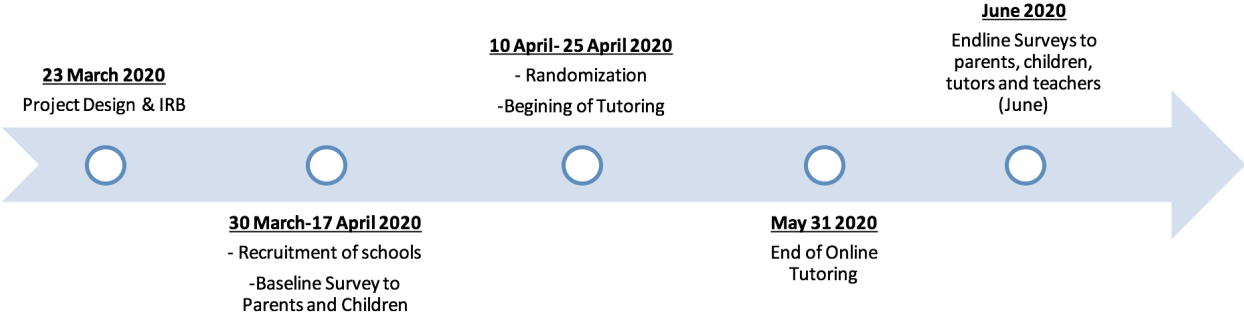 23 March 2020
Project Design & IRB
30 March-17 April 2020
- Recruitment of schools
-Baseline Survey to
Parents and Children
10 April- 25 April 2020
- Randomization
-Begining of Tutoring
May 31 2020
End of Online
Tutoring
June 2020
Endline Surveys to
parents, children,
tutors and teachers
(June)